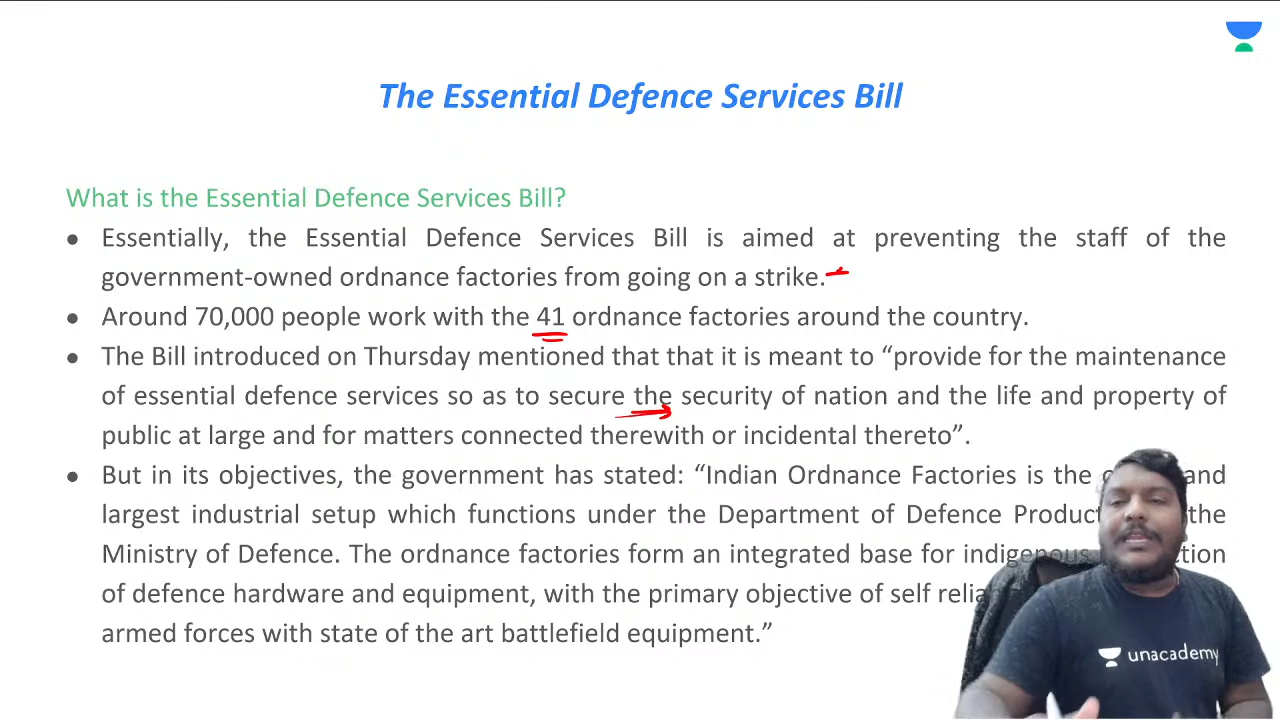 The Essential Defence Services Bill
What is the Essential Defence Services Bill?
● Essentially, the Essential Defence Services Bill is aimed at preventing the staff of the
government-owned ordnance factories from going on a strike.
● Around 70,000 people work with the 41 ordnance factories around the country.
● The Bill introduced on Thursday mentioned that that it is meant to “provide for the maintenance
of essential defence services so as to secure the security of nation and the life and property of
public at large and for matters connected therewith or incidental thereto”.
● But in its objectives, the government has stated: “Indian Ordnance Factories is the and
largest industrial setup which functions under the Department of Defence the
Ministry of Defence. The ordnance factories form an integrated base for indigenous
of defence hardware and equipment, with the primary objective of self
armed forces with state of the art battlefield equipment.”
unacademy